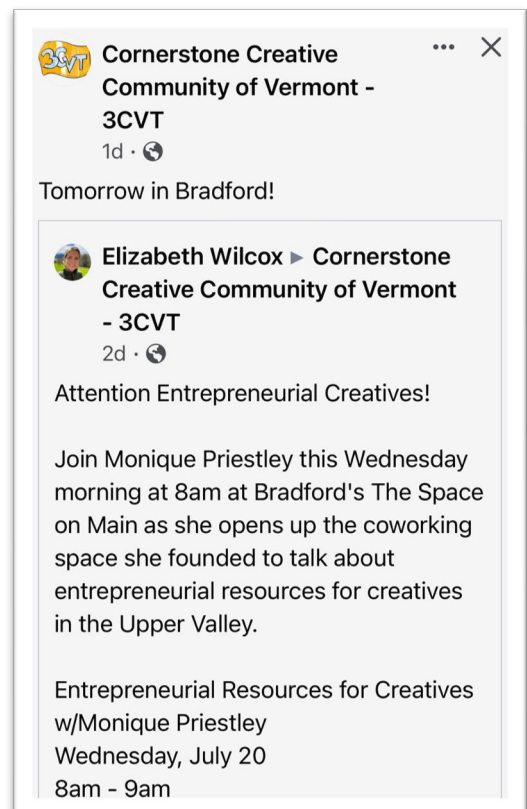 3CVT
Cornerstone Creative
Community of Vermont -
3CVT
1d ·
Tomorrow in Bradford!
Elizabeth Wilcox ▸ Cornerstone
Creative Community of Vermont
- 3CVT
2d ·
Attention Entrepreneurial Creatives!
Join Monique Priestley this Wednesday
morning at 8am at Bradford's The Space
on Main as she opens up the coworking
space she founded to talk about
entrepreneurial resources for creatives
in the Upper Valley.
Entrepreneurial Resources for Creatives
w/Monique Priestley
Wednesday, July 20
8am - 9am